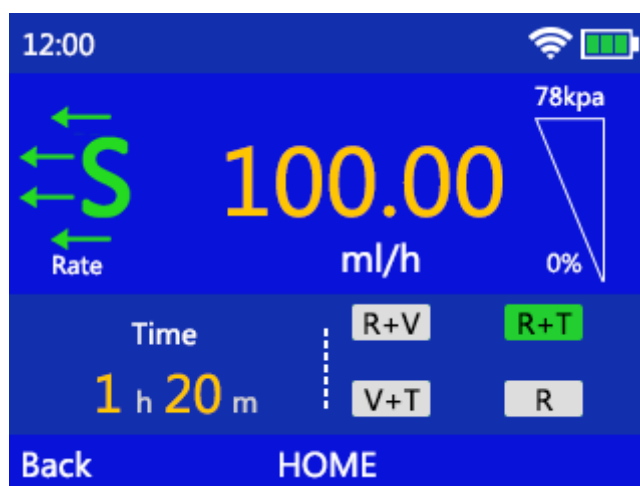 12:00
78kpa
S 100.00
Rate ml/h 0%
Time R+V R+T
1 h 20 m V+T R
Back HOME